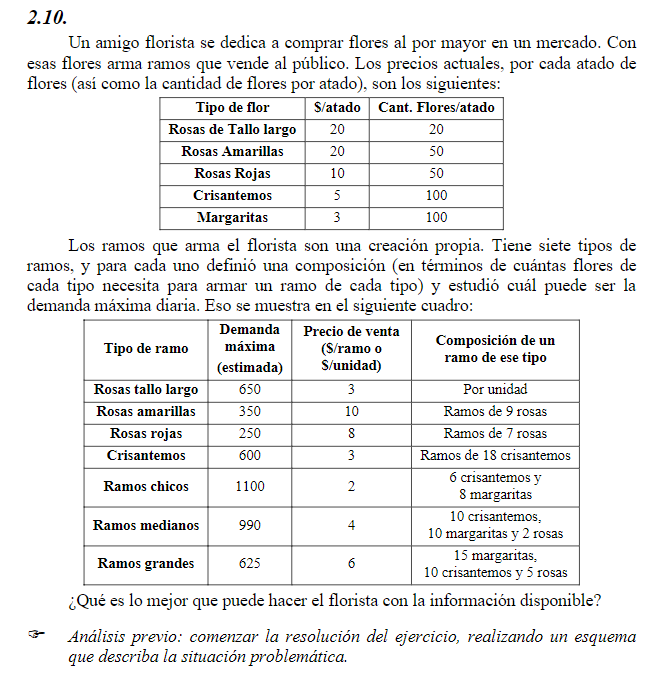 2.10.
Un amigo florista se dedica a comprar flores al por mayor en un mercado. Con
esas flores arma ramos que vende al público. Los precios actuales, por cada atado de
flores (así como la cantidad de flores por atado), son los siguientes:
Tipo de flor $/atado Cant. Flores/atado
Rosas de Tallo largo 20 20
Rosas Amarillas 20 50
Rosas Rojas 10 50
Crisantemos 5 100
Margaritas 3 100
Los ramos que arma el florista son una creación propia. Tiene siete tipos de
ramos, y para cada uno definió una composición (en términos de cuántas flores de
cada tipo necesita para armar un ramo de cada tipo) y estudió cuál puede ser la
demanda máxima diaria. Eso se muestra en el siguiente cuadro:
Tipo de ramo Demanda máxima (estimada) Precio de venta ($/ramo o $/unidad) Composición de un ramo de ese tipo
Rosas tallo largo 650 3 Por unidad
Rosas amarillas 350 10 Ramos de 9 rosas
Rosas rojas 250 8 Ramos de 7 rosas
Crisantemos 600 3 Ramos de 18 crisantemos
Ramos chicos 1100 2 6 crisantemos y 8 margaritas
Ramos medianos 990 4 10 crisantemos, 10 margaritas y 2 rosas
Ramos grandes 625 6 15 margaritas, 10 crisantemos y 5 rosas
¿Qué es lo mejor que puede hacer el florista con la información disponible?
☞ Análisis previo: comenzar la resolución del ejercicio, realizando un esquema
que describa la situación problemática.